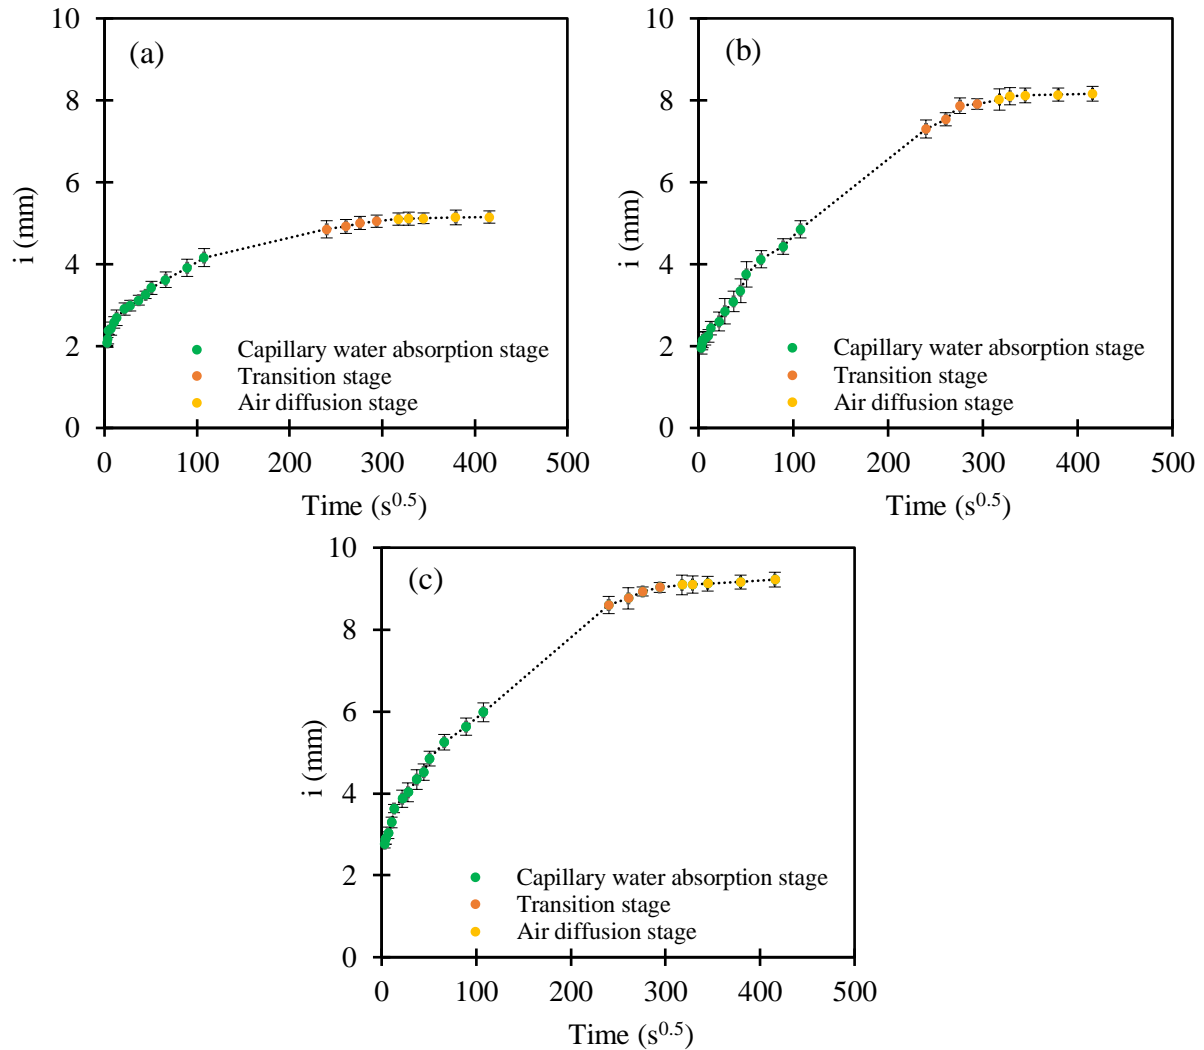 (a)
10
8
6
4
2
0
i (mm)
Capillary water absorption stage
Transition stage
Air diffusion stage
0 100 200 300 400 500
Time (s^0.5)
(b)
10
8
6
4
2
0
i (mm)
Capillary water absorption stage
Transition stage
Air diffusion stage
0 100 200 300 400 500
Time (s^0.5)
(c)
10
8
6
4
2
0
i (mm)
Capillary water absorption stage
Transition stage
Air diffusion stage
0 100 200 300 400 500
Time (s^0.5)